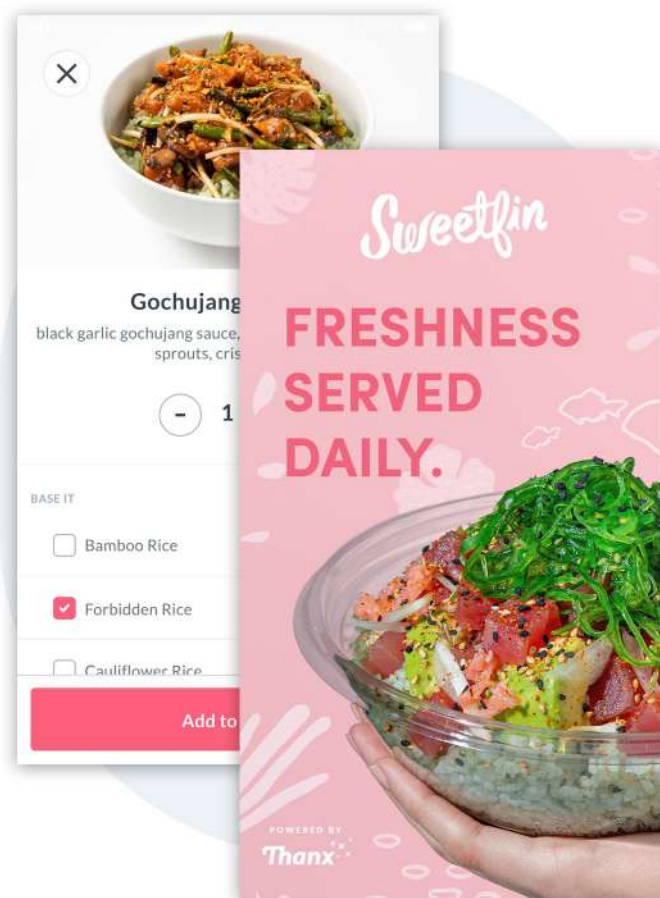 Gochujang
black garlic gochujang sauce,
sprouts, cris
- 1
BASE IT
Bamboo Rice
Forbidden Rice
Cauliflower Rice
Add to
Sweetfin
FRESHNESS
SERVED
DAILY.
POWERED BY
Thanx